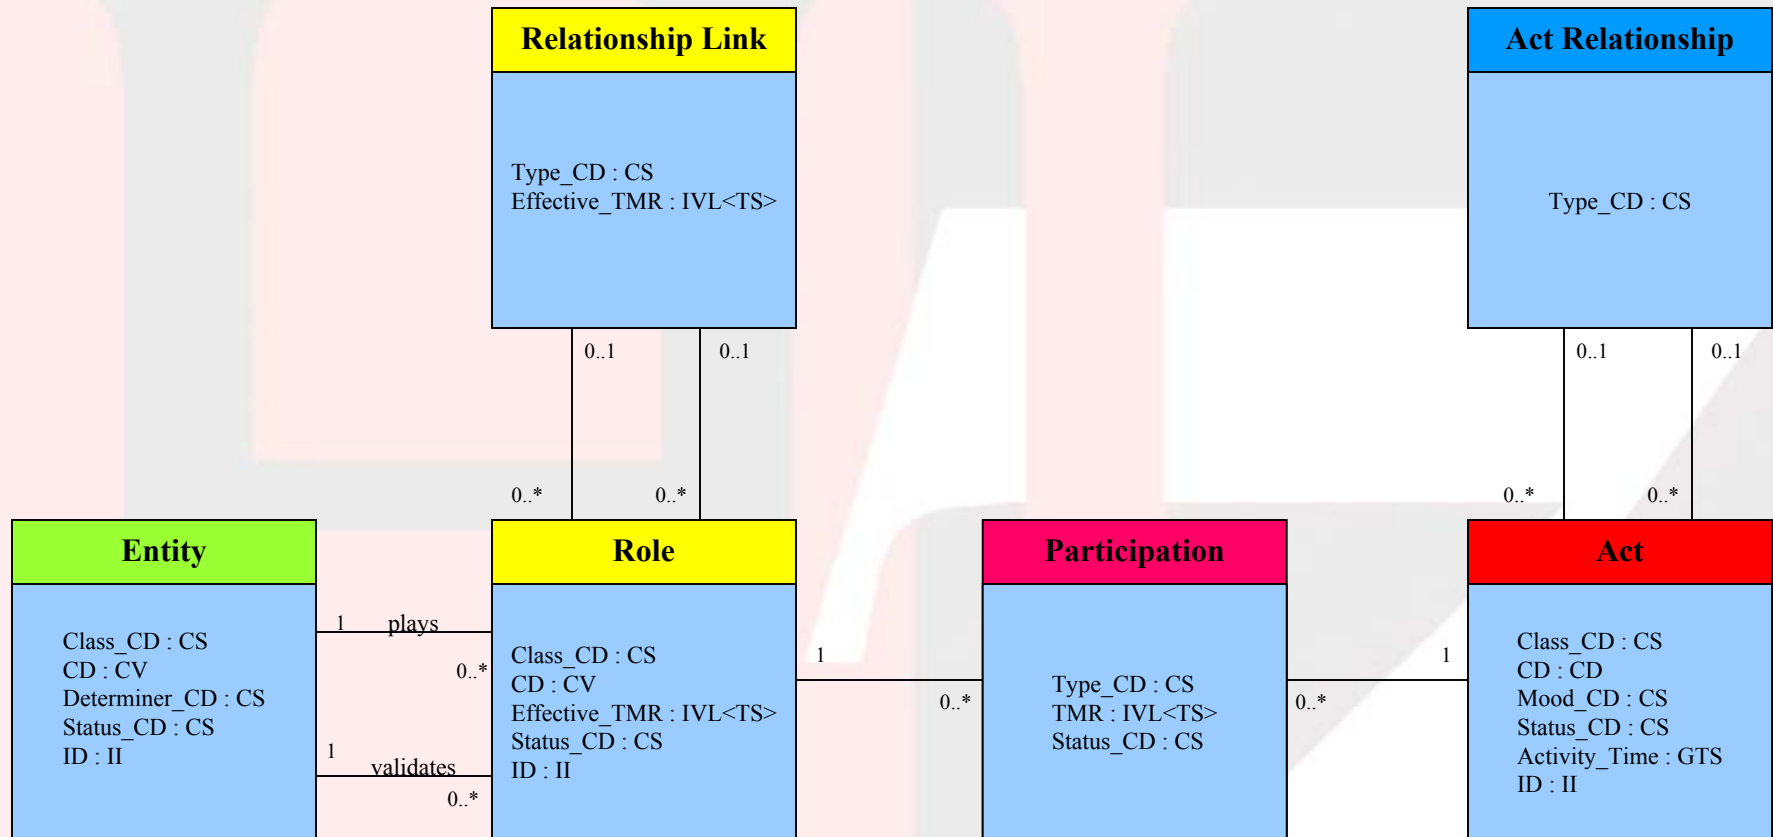 Relationship Link
Type_CD : CS
Effective_TMR : IVL<TS>
Act Relationship
Type_CD : CS
0..1
0..1
0..1
0..1
0..*
0..*
0..*
0..*
Entity
Class_CD : CS
CD : CV
Determiner_CD : CS
Status_CD : CS
ID : II
1
plays
0..*
1
validates
0..*
Role
Class_CD : CS
CD : CV
Effective_TMR : IVL<TS>
Status_CD : CS
ID : II
1
0..*
Participation
Type_CD : CS
TMR : IVL<TS>
Status_CD : CS
0..*
1
Act
Class_CD : CS
CD : CD
Mood_CD : CS
Status_CD : CS
Activity_Time : GTS
ID : II